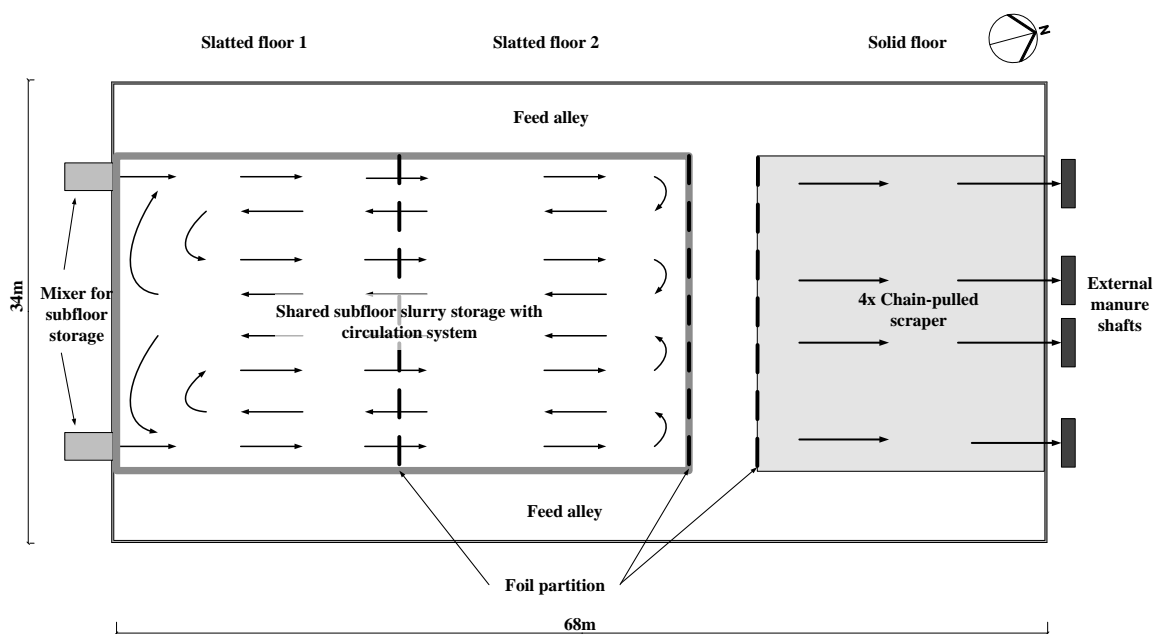 Slatted floor 1
Slatted floor 2
Solid floor
N
Feed alley
34m
Mixer for
subfloor
storage
Shared subfloor slurry storage with
circulation system
4x Chain-pulled
scraper
External
manure
shafts
Feed alley
Foil partition
68m